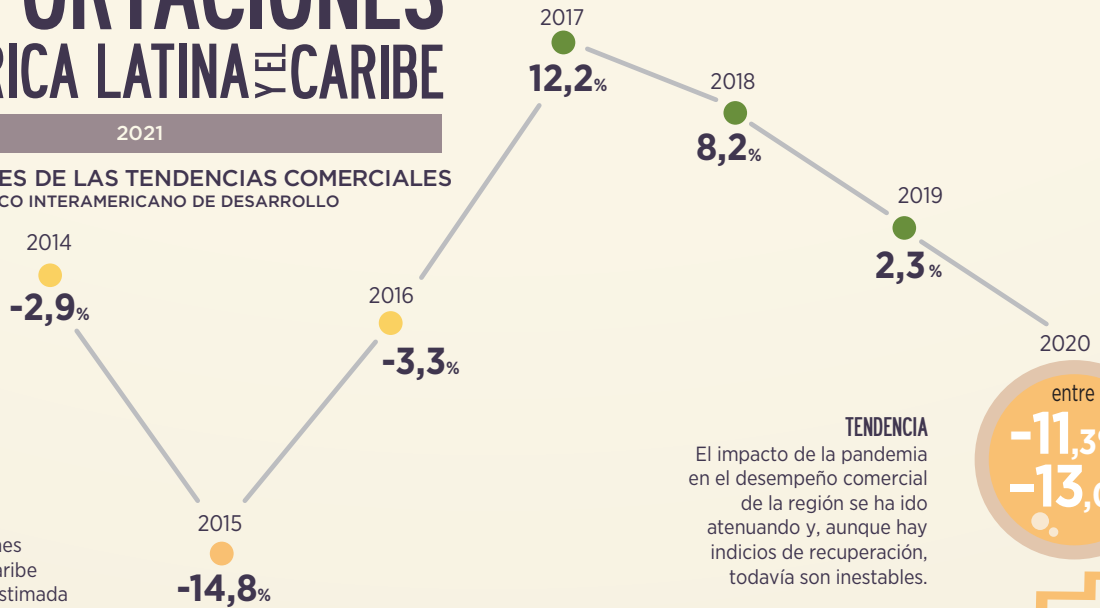 ORTACIONES
RICA LATINA Y EL CARIBE
2021
ES DE LAS TENDENCIAS COMERCIALES
CO INTERAMERICANO DE DESARROLLO
2014
-2,9%
2015
-14,8%
2016
-3,3%
2017
12,2%
2018
8,2%
2019
2,3%
2020
entre
-11,3
-13,
TENDENCIA
El impacto de la pandemia
en el desempeño comercial
de la región se ha ido
atenuando y, aunque hay
indicios de recuperación,
todavía son inestables.
nes
aribe
stimada